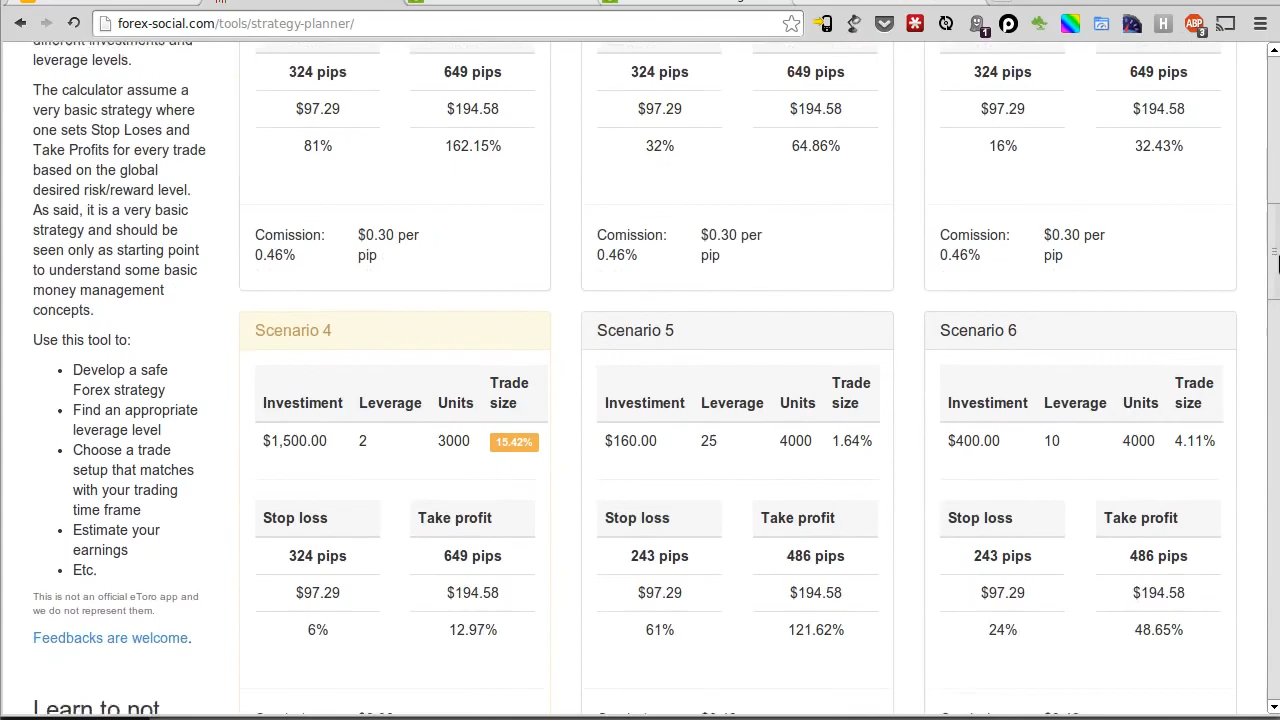 forex-social.com/tools/strategy-planner/
1
ABP
3
different investments and
leverage levels.
The calculator assume a
very basic strategy where
one sets Stop Loses and
Take Profits for every trade
based on the global
desired risk/reward level.
As said, it is a very basic
strategy and should be
seen only as starting point
to understand some basic
money management
concepts.
Use this tool to:
Develop a safe
Forex strategy
Find an appropriate
leverage level
Choose a trade
setup that matches
with your trading
time frame
Estimate your
earnings
Etc.
This is not an official eToro app and
we do not represent them.
Feedbacks are welcome.
Learn to not
324 pips 649 pips
$97.29 $194.58
81% 162.15%
Comission: $0.30 per
0.46% pip
324 pips 649 pips
$97.29 $194.58
32% 64.86%
Comission: $0.30 per
0.46% pip
324 pips 649 pips
$97.29 $194.58
16% 32.43%
Comission: $0.30 per
0.46% pip
Scenario 4
Trade
Investiment Leverage Units size
$1,500.00 2 3000 15.42%
Stop loss Take profit
324 pips 649 pips
$97.29 $194.58
6% 12.97%
Scenario 5
Trade
Investiment Leverage Units size
$160.00 25 4000 1.64%
Stop loss Take profit
243 pips 486 pips
$97.29 $194.58
61% 121.62%
Scenario 6
Trade
Investiment Leverage Units size
$400.00 10 4000 4.11%
Stop loss Take profit
243 pips 486 pips
$97.29 $194.58
24% 48.65%